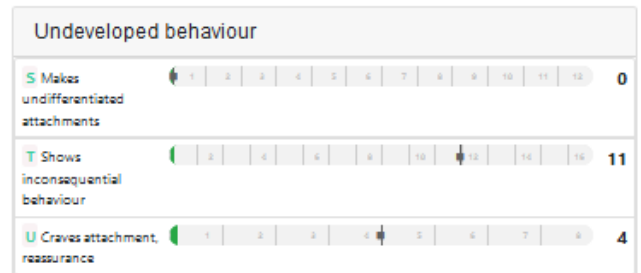 Undeveloped behaviour
S Makes
undifferentiated
attachments
1 2 3 4 5 6 7 8 9 10 11 12
0
T Shows
inconsequential
behaviour
2 4 6 8 10 12 14 16
11
U Craves attachment,
reassurance
1 2 3 4 5 6 7 8
4